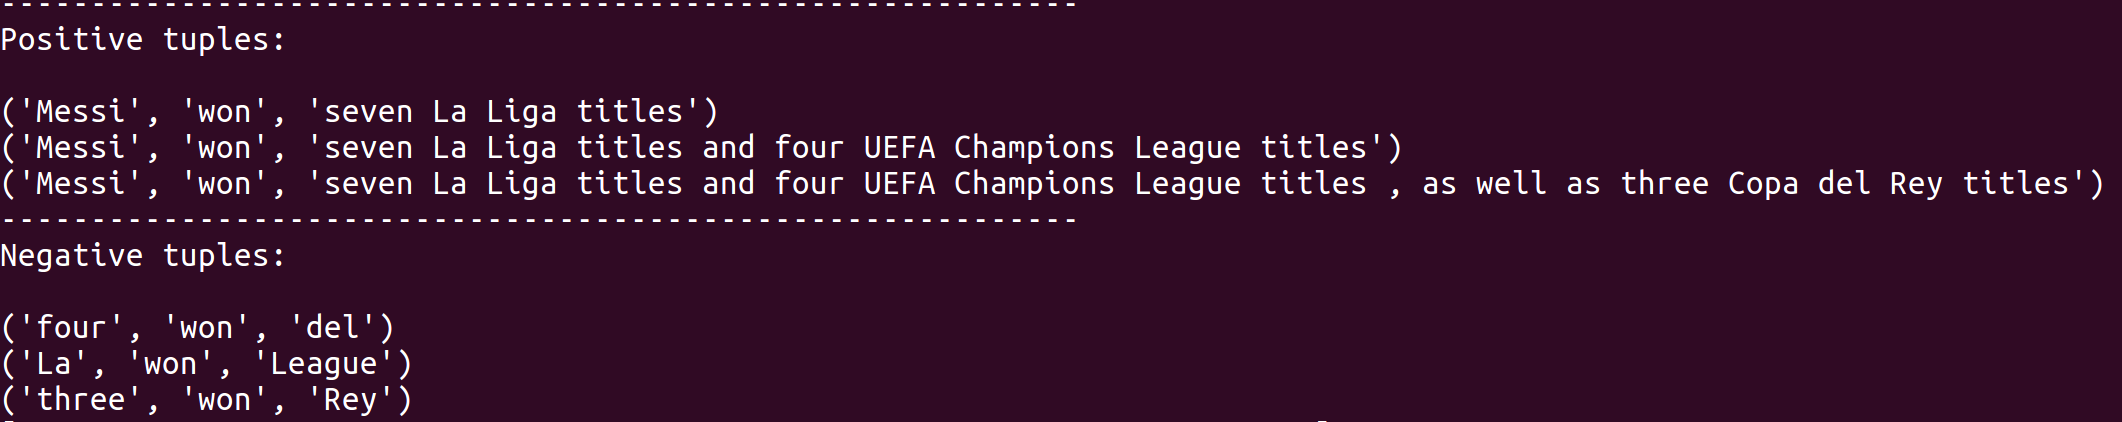 ------------------------------------------------------------
Positive tuples:

('Messi', 'won', 'seven La Liga titles')
('Messi', 'won', 'seven La Liga titles and four UEFA Champions League titles')
('Messi', 'won', 'seven La Liga titles and four UEFA Champions League titles , as well as three Copa del Rey titles')
------------------------------------------------------------
Negative tuples:

('four', 'won', 'del')
('La', 'won', 'League')
('three', 'won', 'Rey')